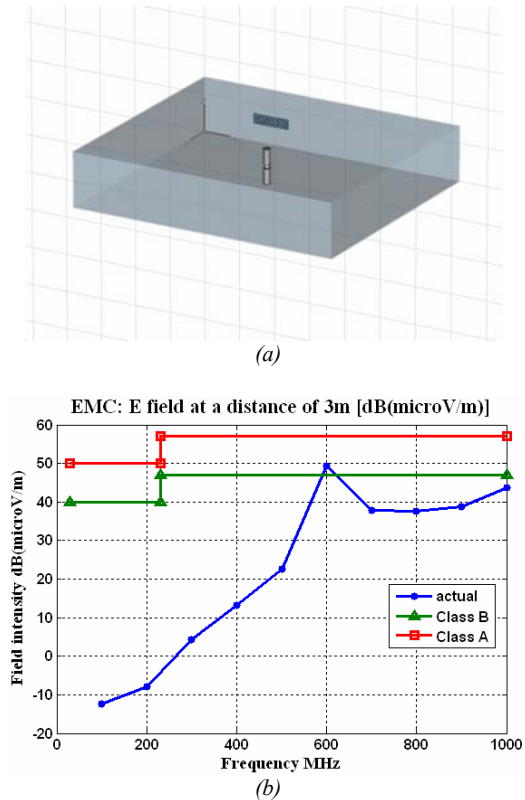 (a)
EMC: E field at a distance of 3m [dB(microV/m)]
Field intensity dB(microV/m)
60
50
40
30
20
10
0
-10
-20
actual
Class B
Class A
0
200
400
600
800
1000
Frequency MHz
(b)